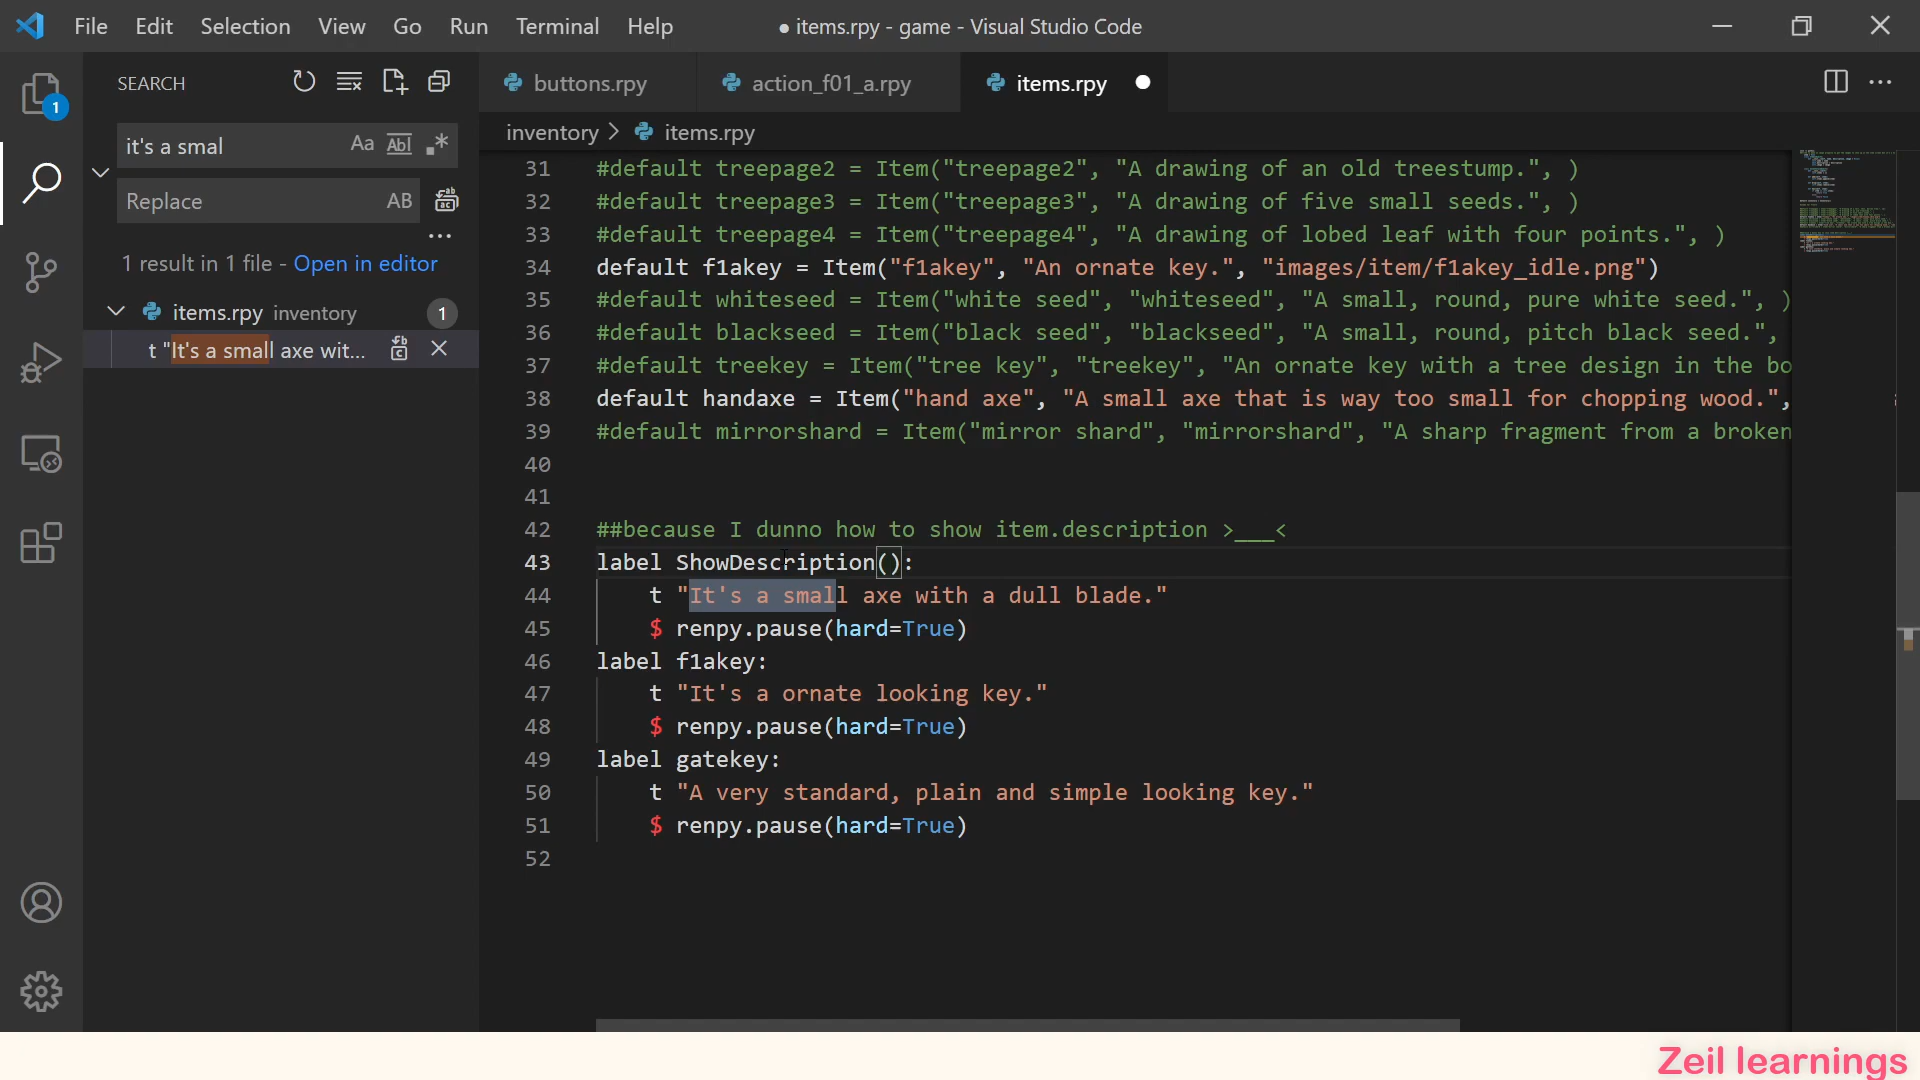 File Edit Selection View Go Run Terminal Help
● items.rpy - game - Visual Studio Code
SEARCH
buttons.rpy
action_f01_a.rpy
items.rpy
1
it's a smal
Aa
Abl
Replace
AB
1 result in 1 file - Open in editor
items.rpy inventory
1
t "It's a small axe wit...
inventory > items.rpy
31 #default treepage2 = Item("treepage2", "A drawing of an old treestump.", )
32 #default treepage3 = Item("treepage3", "A drawing of five small seeds.", )
33 #default treepage4 = Item("treepage4", "A drawing of lobed leaf with four points.", )
34 default f1akey = Item("f1akey", "An ornate key.", "images/item/f1akey_idle.png")
35 #default whiteseed = Item("white seed", "whiteseed", "A small, round, pure white seed.", )
36 #default blackseed = Item("black seed", "blackseed", "A small, round, pitch black seed.",
37 #default treekey = Item("tree key", "treekey", "An ornate key with a tree design in the bo
38 default handaxe = Item("hand axe", "A small axe that is way too small for chopping wood.",
39 #default mirrorshard = Item("mirror shard", "mirrorshard", "A sharp fragment from a broken
40
41
42 ##because I dunno how to show item.description >___<
43 label ShowDescription():
44 t "It's a small axe with a dull blade."
45 $ renpy.pause(hard=True)
46 label f1akey:
47 t "It's a ornate looking key."
48 $ renpy.pause(hard=True)
49 label gatekey:
50 t "A very standard, plain and simple looking key."
51 $ renpy.pause(hard=True)
52
Zeil learnings